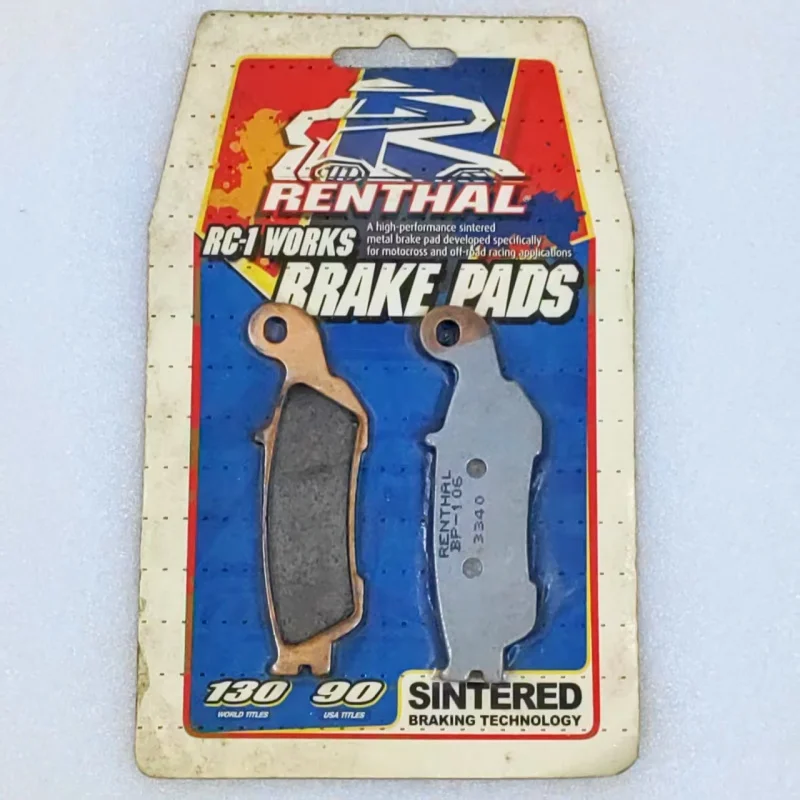 RENTHAL
RC-1 WORKS
A high-performance sintered
metal brake pad developed specifically
for motocross and off-road racing applications
BRAKE PADS
RENTHAL
BP-106
3340
130
WORLD TITLES
90
USA TITLES
SINTERED
BRAKING TECHNOLOGY